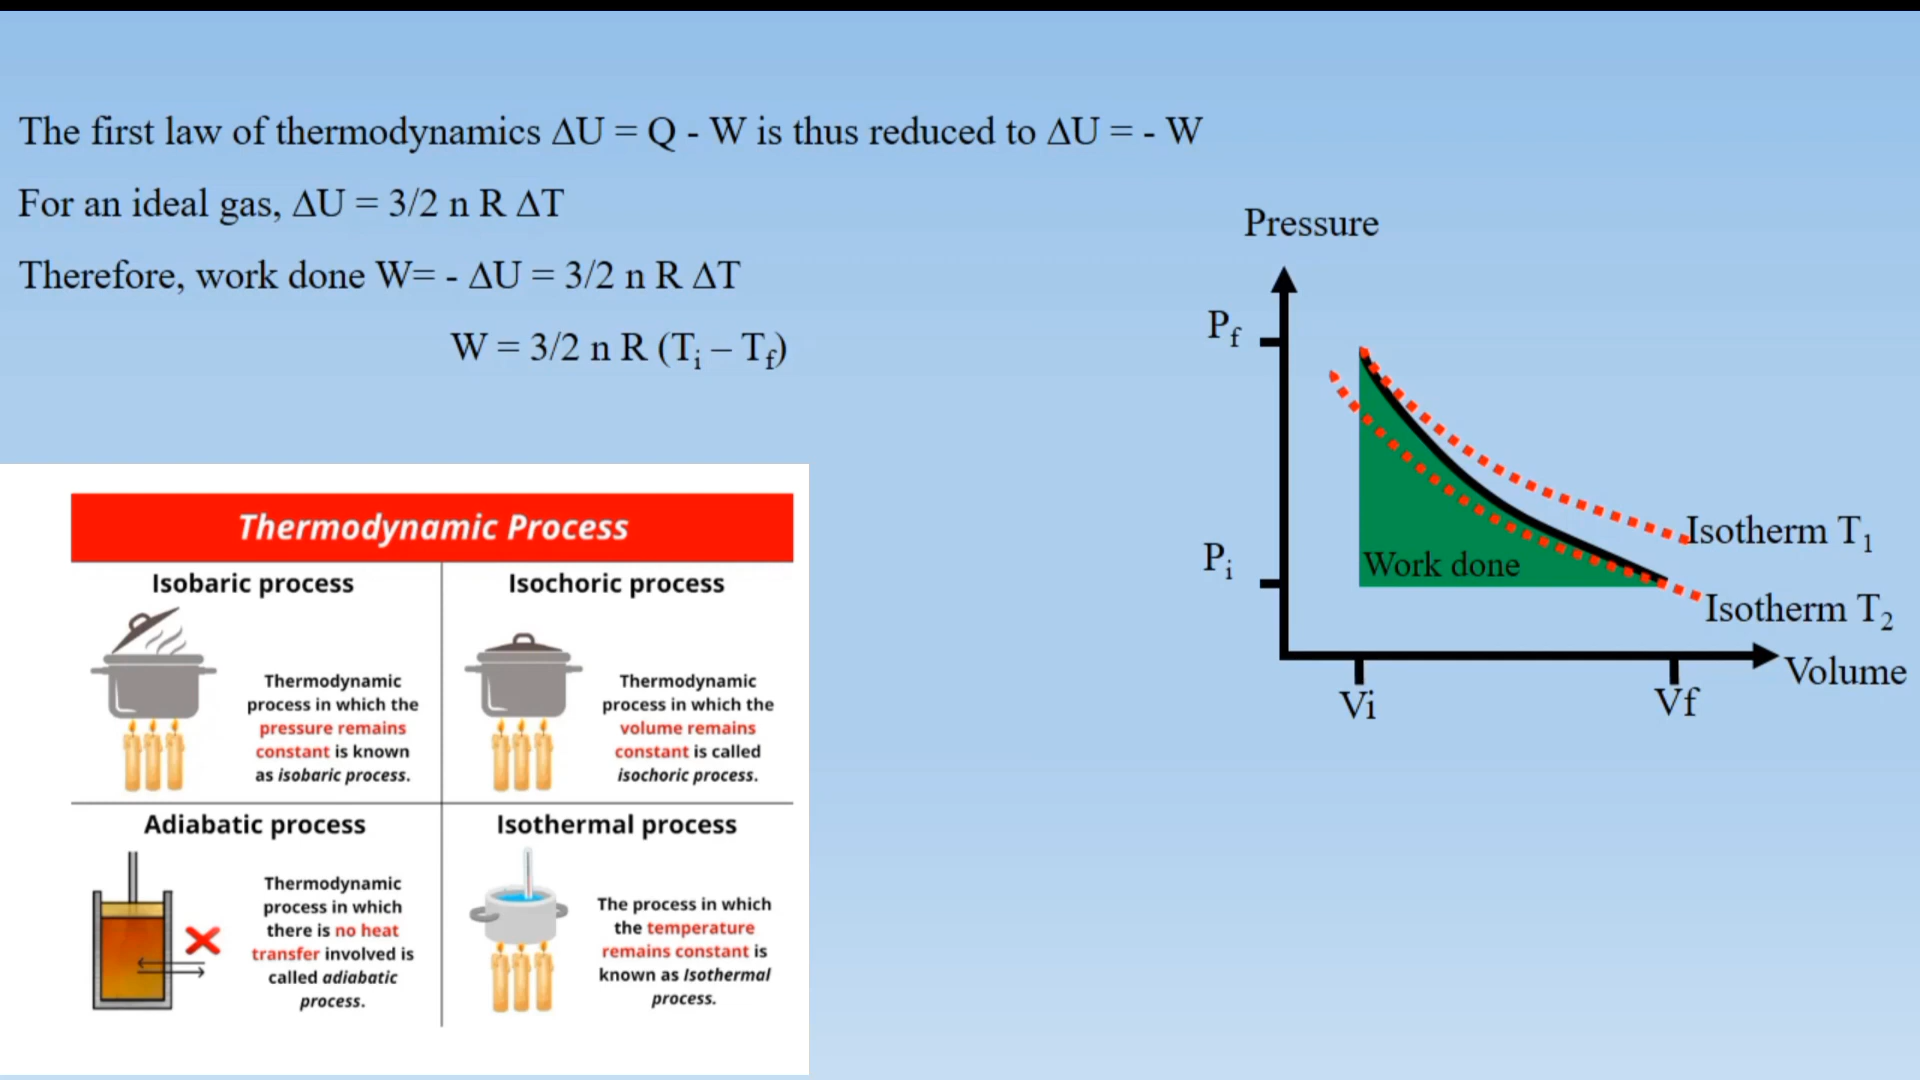 The first law of thermodynamics ΔU = Q - W is thus reduced to ΔU = - W
For an ideal gas, ΔU = 3/2 n R ΔT
Therefore, work done W= - ΔU = 3/2 n R ΔT
W = 3/2 n R (Tᵢ – T_f)
Thermodynamic Process
Isobaric process
Thermodynamic
process in which the
pressure remains
constant is known
as isobaric process.
Isochoric process
Thermodynamic
process in which the
volume remains
constant is called
isochoric process.
Adiabatic process
Thermodynamic
process in which
there is no heat
transfer involved is
called adiabatic
process.
Isothermal process
The process in which
the temperature
remains constant is
known as Isothermal
process.
Pressure
P_f
Pᵢ
Work done
Isotherm T₁
Isotherm T₂
Volume
Vi
Vf